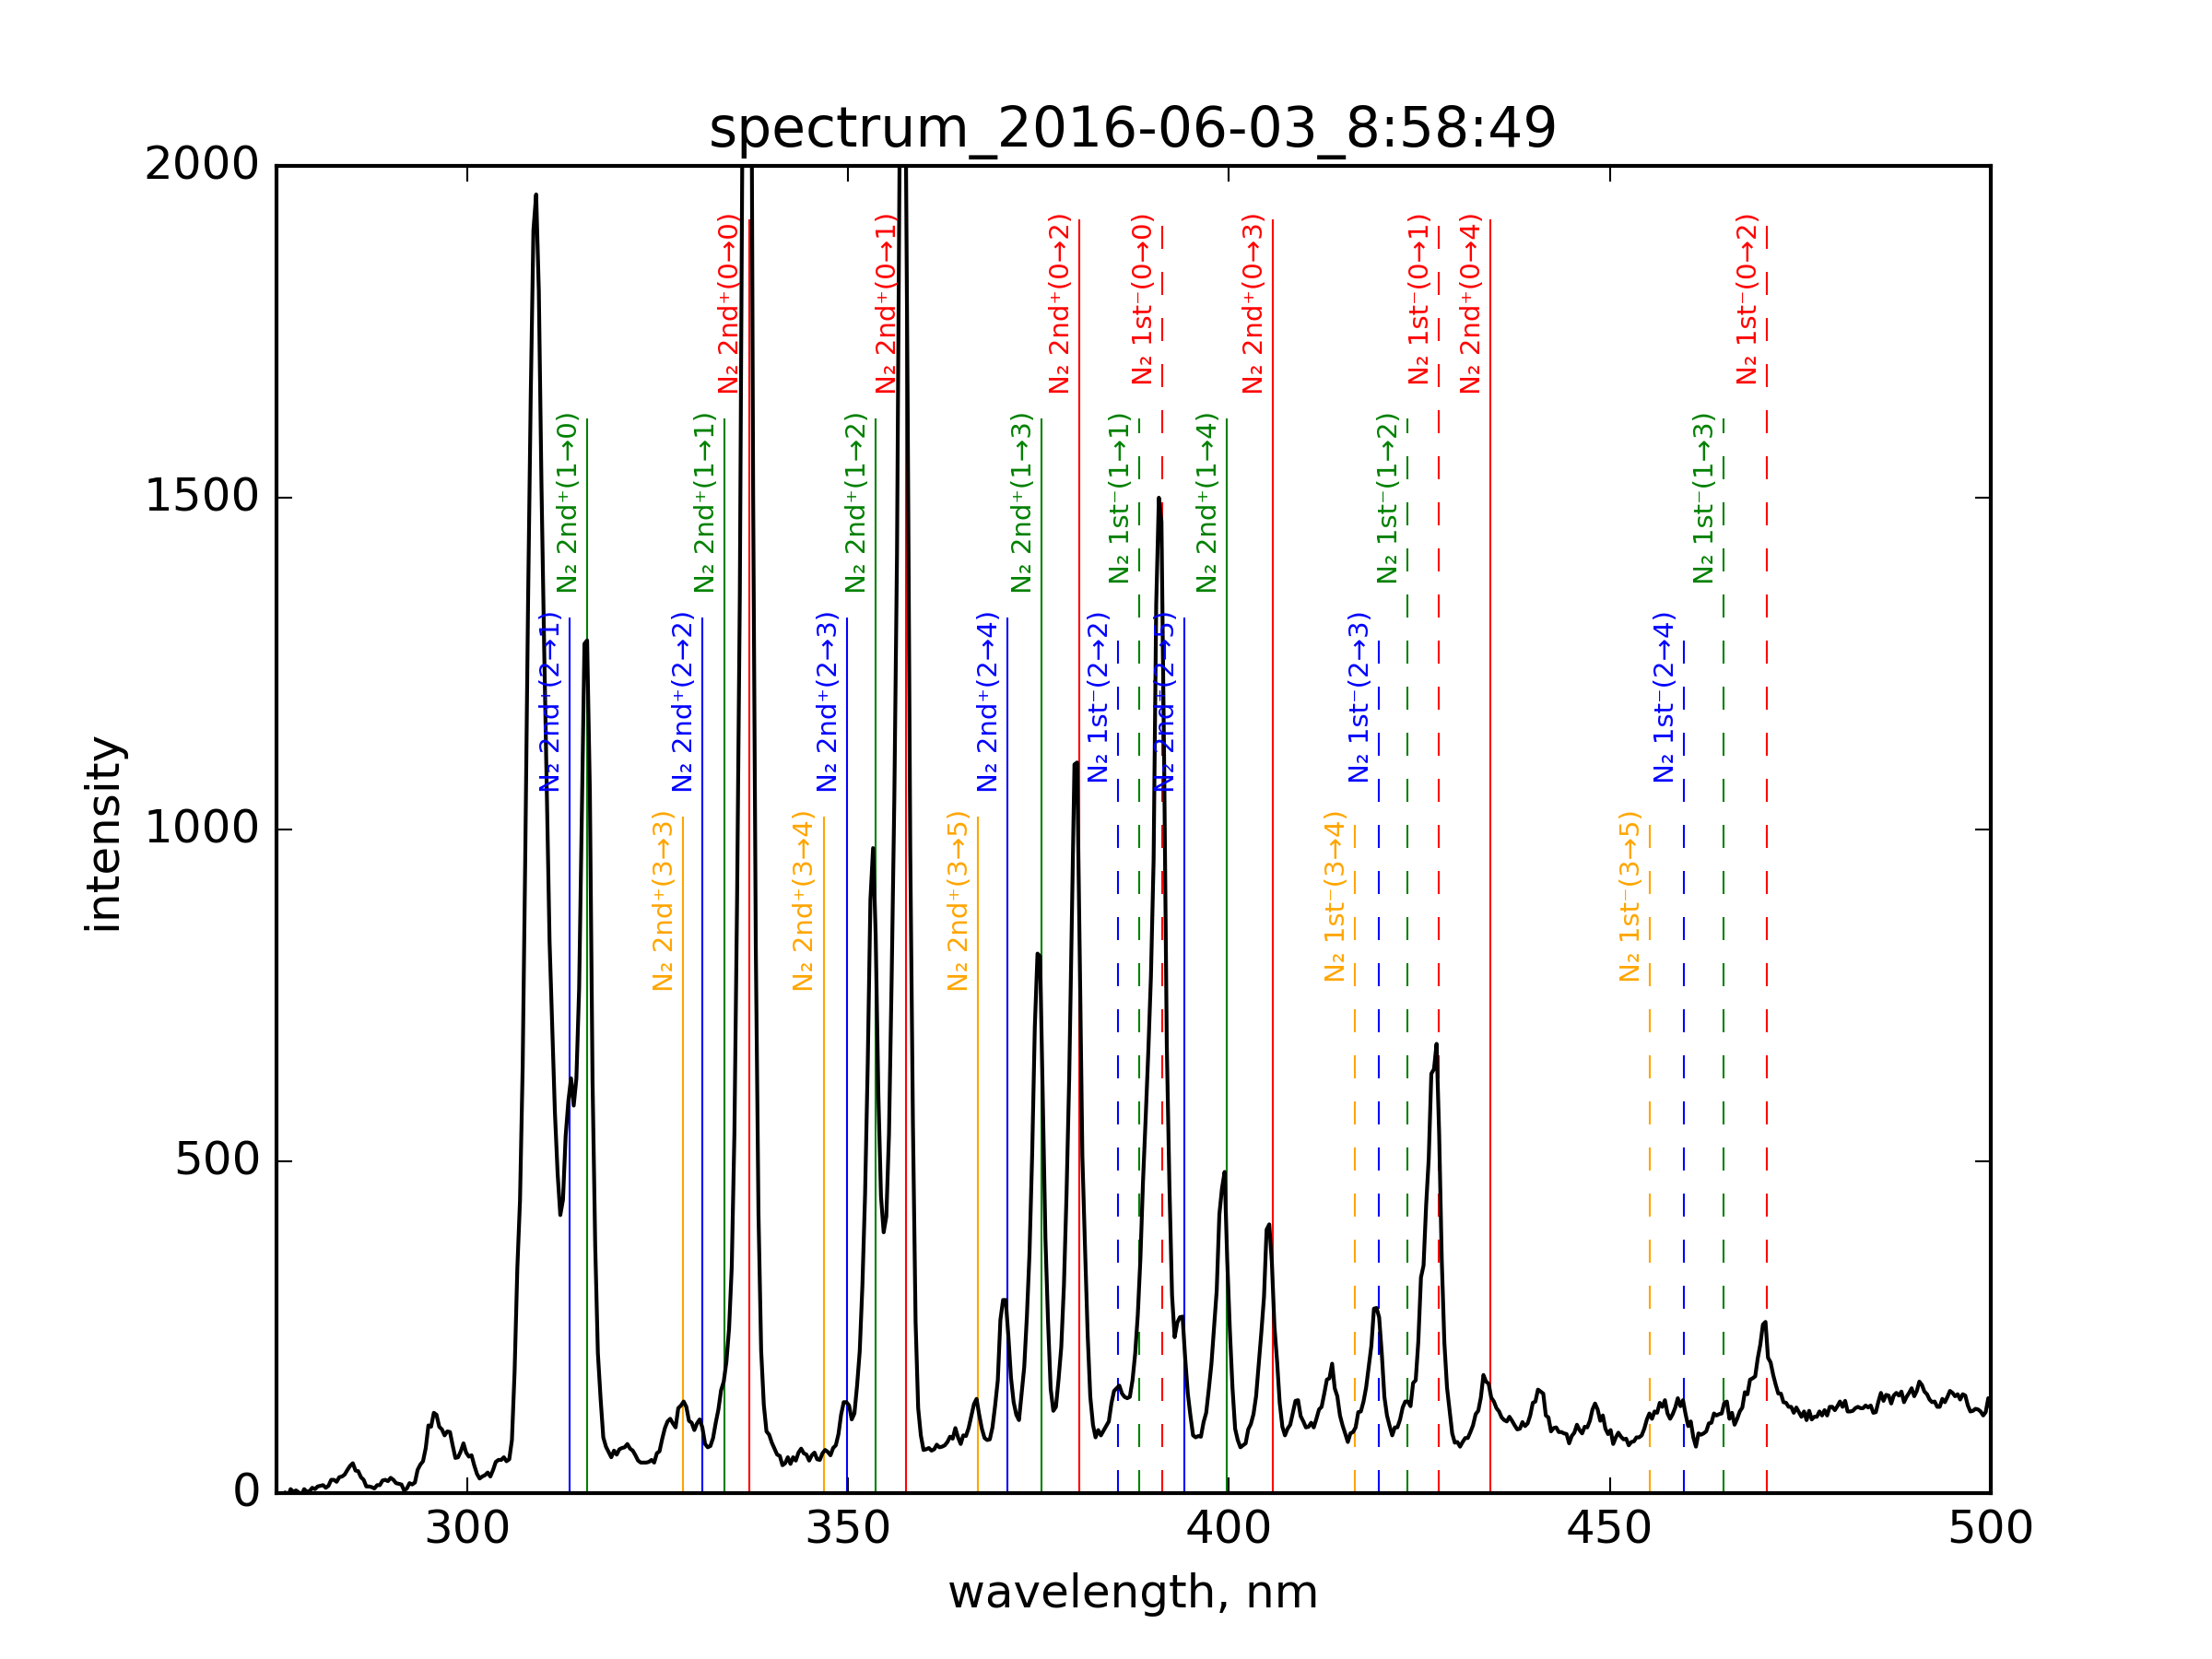 spectrum_2016-06-03_8:58:49
2000
1500
1000
500
0
intensity
N₂ 2nd⁺(0→0)
N₂ 2nd⁺(0→1)
N₂ 2nd⁺(0→2)
N₂ 1st⁻(0→0)
N₂ 2nd⁺(0→3)
N₂ 1st⁻(0→1)
N₂ 2nd⁺(0→4)
N₂ 1st⁻(0→2)
N₂ 2nd⁺(1→0)
N₂ 2nd⁺(1→1)
N₂ 2nd⁺(1→2)
N₂ 2nd⁺(1→3)
N₂ 1st⁻(1→1)
N₂ 2nd⁺(1→4)
N₂ 1st⁻(1→2)
N₂ 1st⁻(1→3)
N₂ 2nd⁺(2→1)
N₂ 2nd⁺(2→2)
N₂ 2nd⁺(2→3)
N₂ 2nd⁺(2→4)
N₂ 1st⁻(2→2)
N₂ 2nd⁺(2→5)
N₂ 1st⁻(2→3)
N₂ 1st⁻(2→4)
N₂ 2nd⁺(3→3)
N₂ 2nd⁺(3→4)
N₂ 2nd⁺(3→5)
N₂ 1st⁻(3→4)
N₂ 1st⁻(3→5)
300 350 400 450 500
wavelength, nm